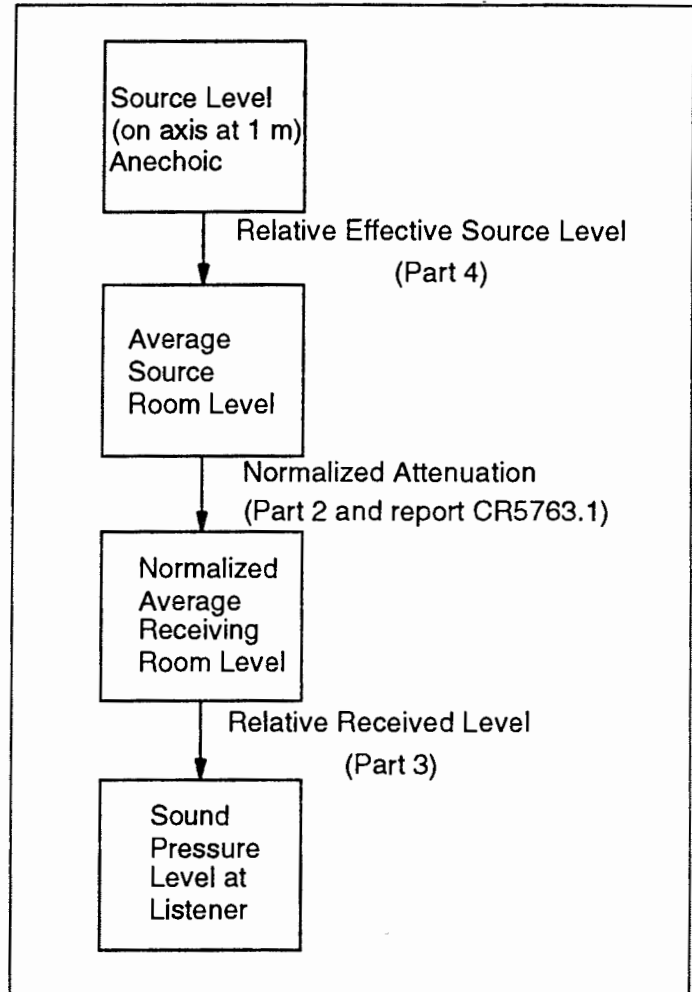 Source Level
(on axis at 1 m)
Anechoic
Relative Effective Source Level
(Part 4)
Average
Source
Room Level
Normalized Attenuation
(Part 2 and report CR5763.1)
Normalized
Average
Receiving
Room Level
Relative Received Level
(Part 3)
Sound
Pressure
Level at
Listener